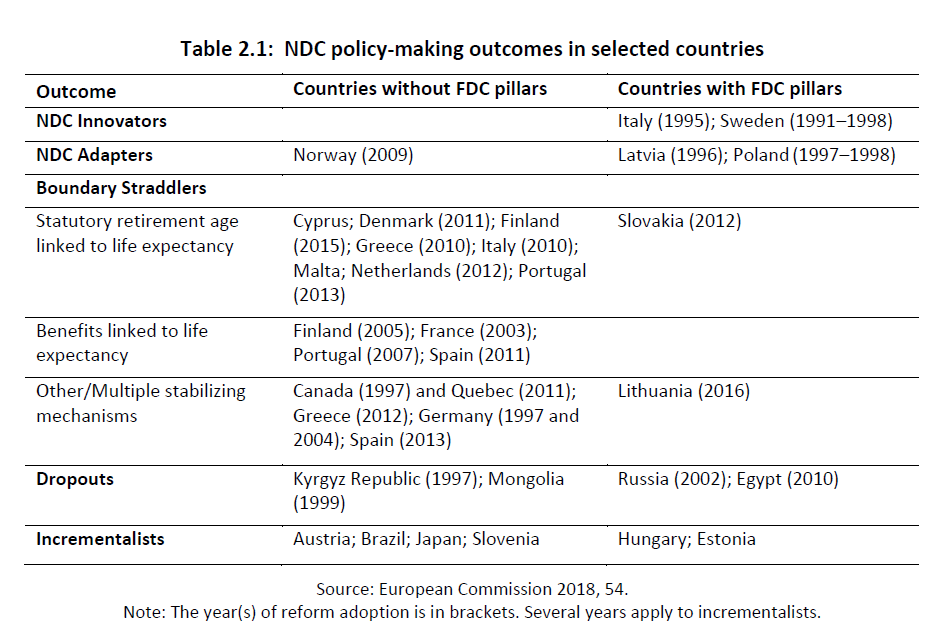 Table 2.1:  NDC policy-making outcomes in selected countries
Outcome Countries without FDC pillars Countries with FDC pillars
NDC Innovators Italy (1995); Sweden (1991–1998)
NDC Adapters Norway (2009) Latvia (1996); Poland (1997–1998)
Boundary Straddlers
Statutory retirement age Cyprus; Denmark (2011); Finland Slovakia (2012)
linked to life expectancy (2015); Greece (2010); Italy (2010);
Malta; Netherlands (2012); Portugal
(2013)
Benefits linked to life Finland (2005); France (2003);
expectancy Portugal (2007); Spain (2011)
Other/Multiple stabilizing Canada (1997) and Quebec (2011); Lithuania (2016)
mechanisms Greece (2012); Germany (1997 and
2004); Spain (2013)
Dropouts Kyrgyz Republic (1997); Mongolia Russia (2002); Egypt (2010)
(1999)
Incrementalists Austria; Brazil; Japan; Slovenia Hungary; Estonia
Source: European Commission 2018, 54.
Note: The year(s) of reform adoption is in brackets. Several years apply to incrementalists.